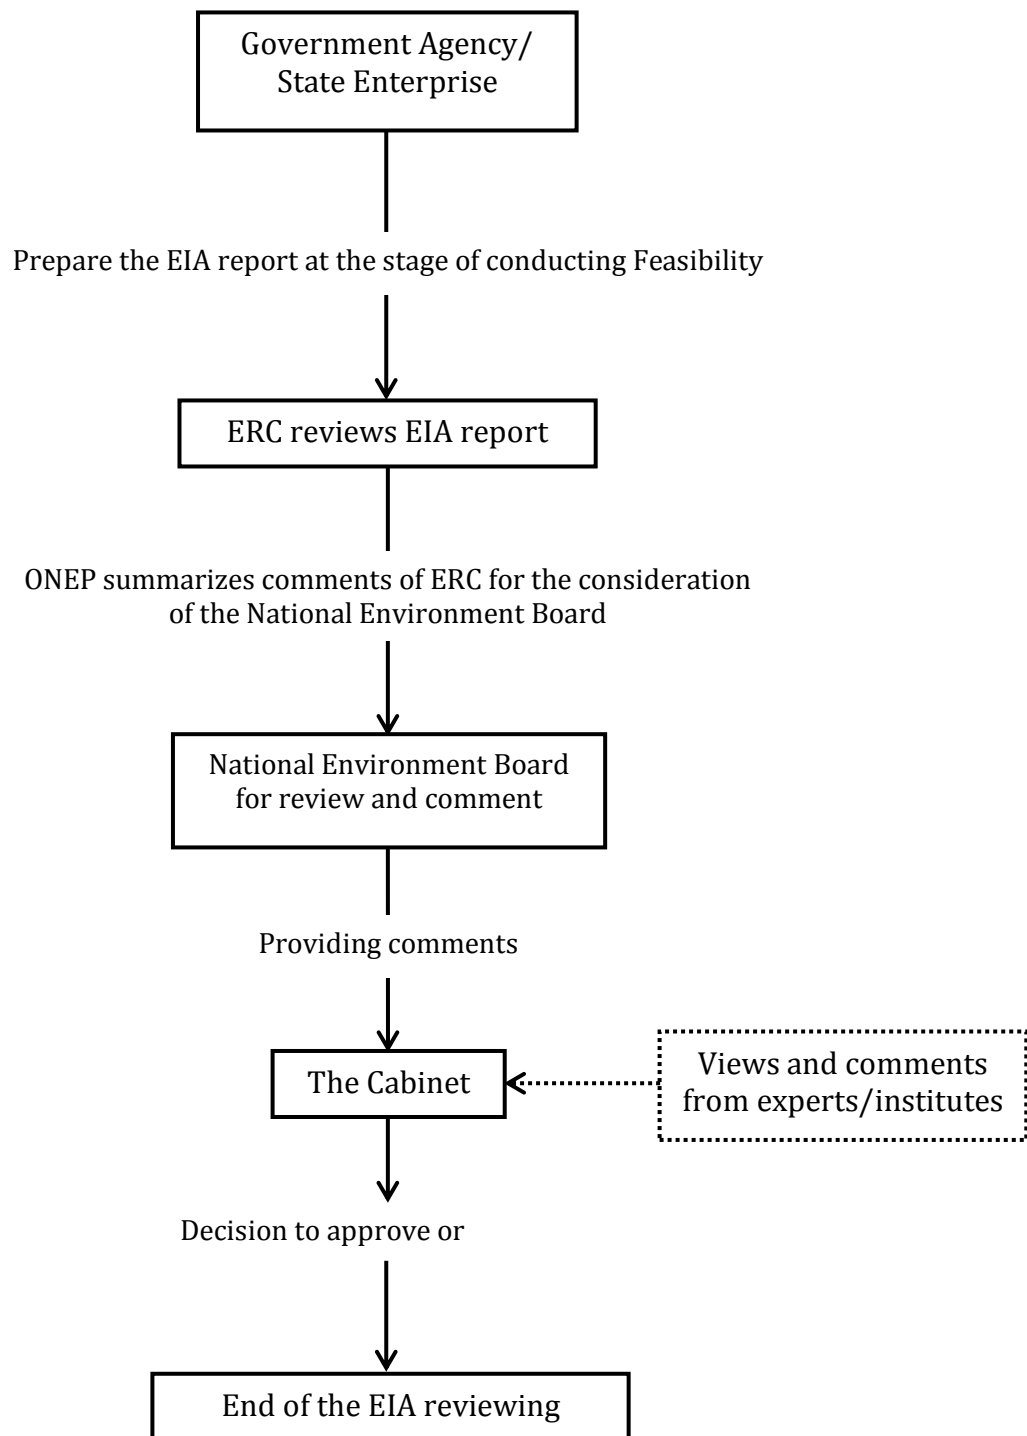 Government Agency/
State Enterprise
Prepare the EIA report at the stage of conducting Feasibility
ERC reviews EIA report
ONEP summarizes comments of ERC for the consideration
of the National Environment Board
National Environment Board
for review and comment
Providing comments
The Cabinet
Views and comments
from experts/institutes
Decision to approve or
End of the EIA reviewing